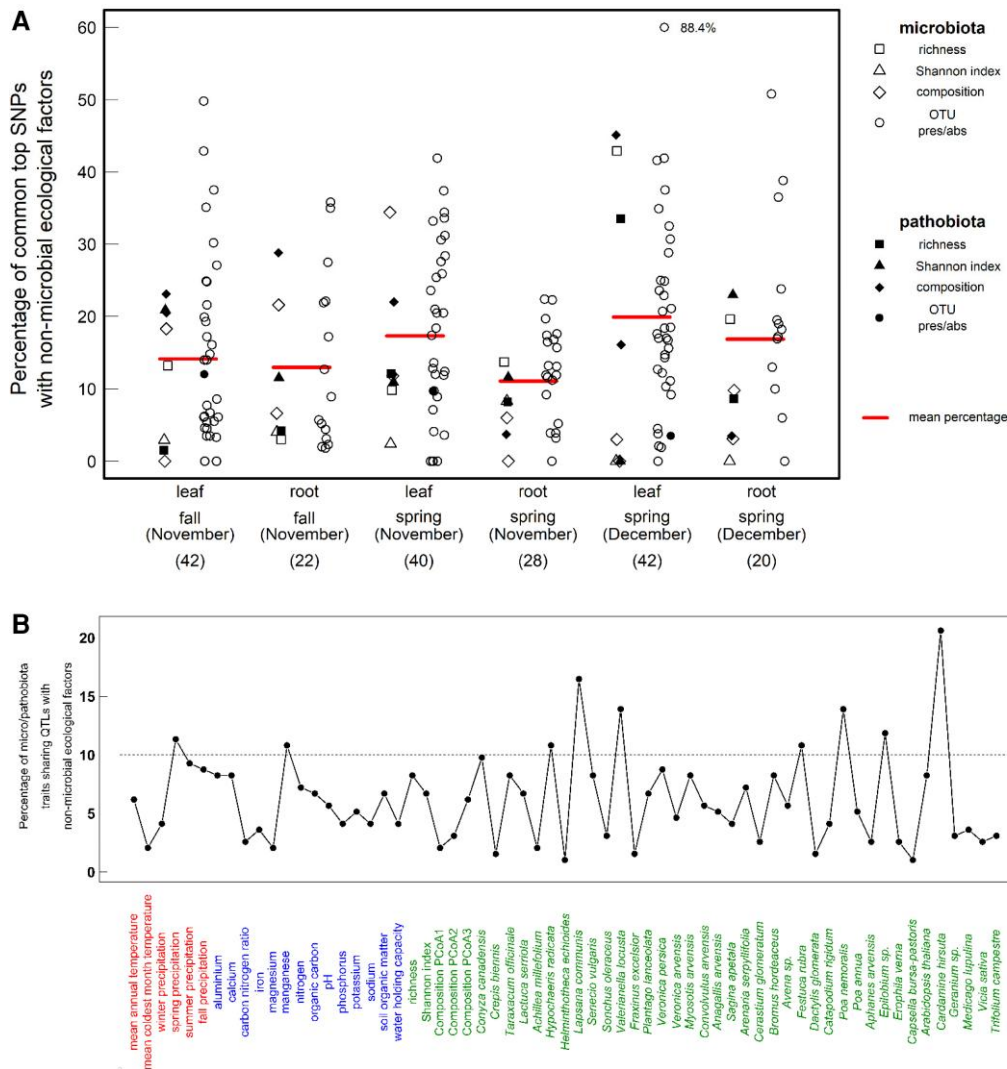 A
Percentage of common top SNPs
with non-microbial ecological factors
60
50
40
30
20
10
0
88.4%
leaf
fall
(November)
(42)
root
fall
(November)
(22)
leaf
spring
(November)
(40)
root
spring
(November)
(28)
leaf
spring
(December)
(42)
root
spring
(December)
(20)
microbiota
richness
Shannon index
composition
OTU
pres/abs
pathobiota
richness
Shannon index
composition
OTU
pres/abs
mean percentage
B
Percentage of micro/pathobiota
traits sharing QTLs with
non-microbial ecological factors
20
15
10
5
0
mean annual temperature
mean coldest month temperature
winter precipitation
spring precipitation
summer precipitation
fall precipitation
aluminium
calcium
carbon nitrogen ratio
iron
magnesium
manganese
nitrogen
organic carbon
pH
phosphorus
potassium
sodium
soil organic matter
water holding capacity
richness
Shannon index
Composition PCoA1
Composition PCoA2
Composition PCoA3
Conyza canadensis
Crepis biennis
Taraxacum officinale
Lactuca serriola
Achillea millefolium
Hypochaeris radicata
Helminthotheca echioides
Lapsana communis
Senecio vulgaris
Sonchus oleraceus
Valerianella locusta
Fraxinus excelsior
Plantago lanceolata
Veronica persica
Veronica arvensis
Myosotis arvensis
Convolvulus arvensis
Anagallis arvensis
Sagina apetala
Arenaria serpyllifolia
Cerastium glomeratum
Bromus hordeaceus
Avena sp.
Festuca rubra
Dactylis glomerata
Catapodium rigidum
Poa nemoralis
Poa annua
Aphanes arvensis
Epilobium sp.
Erophila verna
Capsella bursa-pastoris
Arabidopsis thaliana
Cardamine hirsuta
Geranium sp.
Medicago lupulina
Vicia sativa
Trifolium campestre